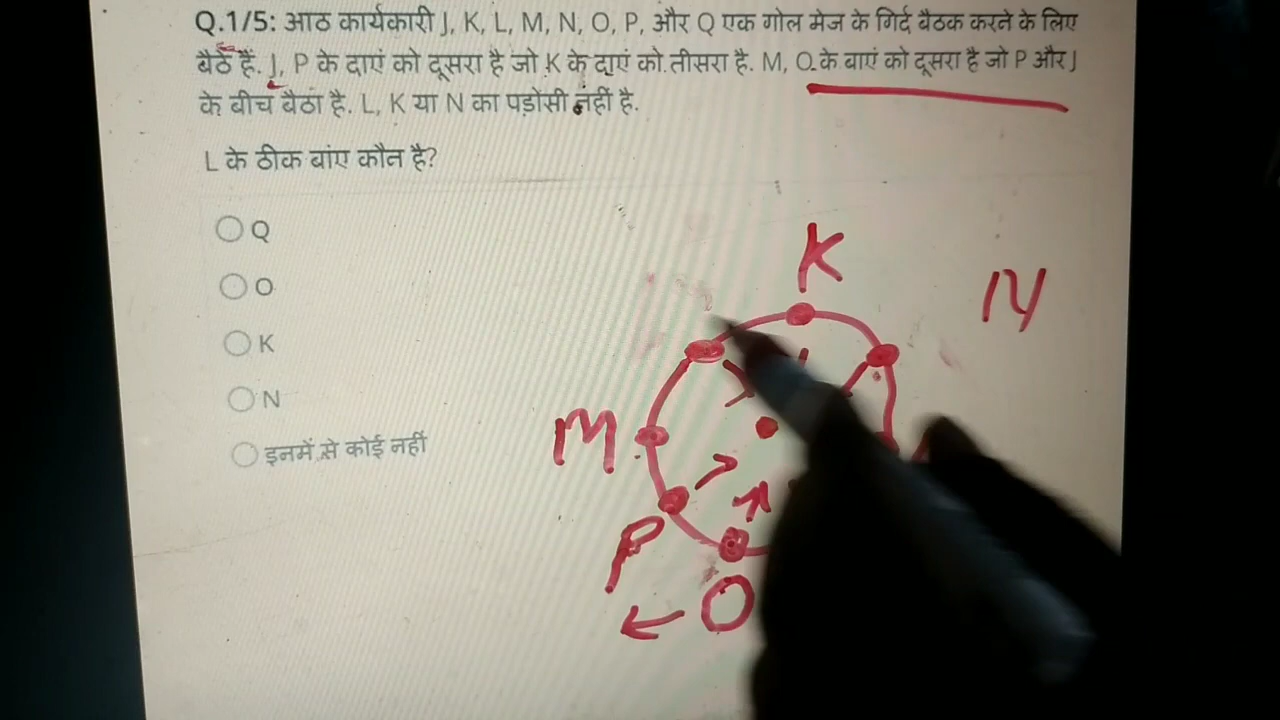 Q.1/5: आठ कार्यकारी J, K, L, M, N, O, P, और Q एक गोल मेज के गिर्द बैठक करने के लिए
बैठे हैं. J, P के दाएं को दूसरा है जो K के दाएं को तीसरा है. M, O के बाएं को दूसरा है जो P और J
के बीच बैठा है. L, K या N का पड़ोसी नहीं है.
L के ठीक बांए कौन है?
Q
O
K
N
इनमें से कोई नहीं
K
N
M
P
O